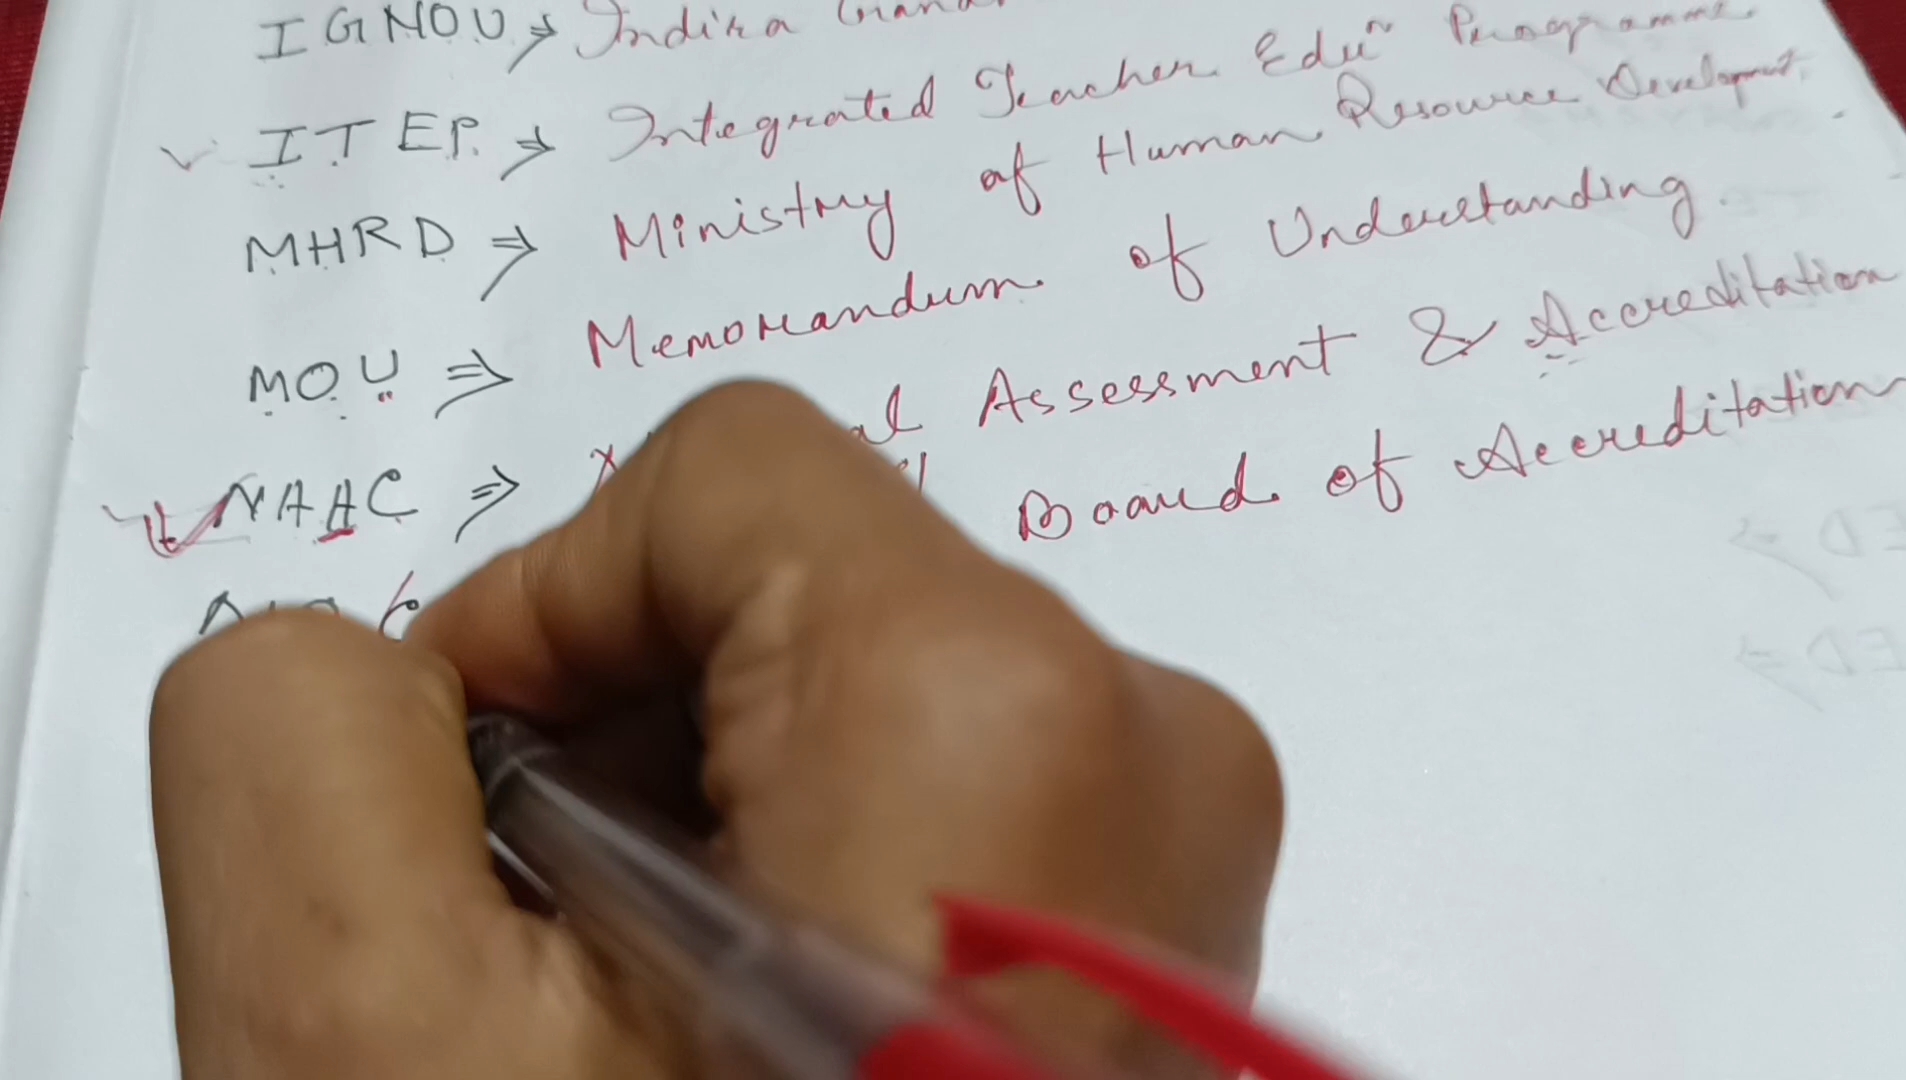 IGNOU → Indira
ITEP. → Integrated Teacher Edun Programme.
MHRD ⇒ Ministry of Human Resource Development.
MOU ⇒ Memorandum of Understanding.
NAAC ⇒ Assessment & Accreditation
Board of Accreditation